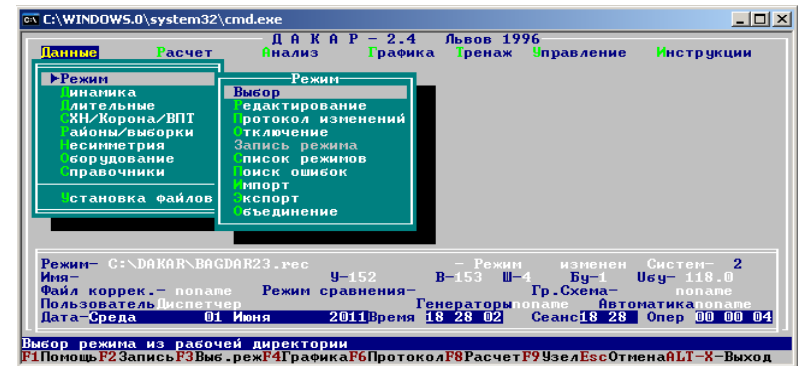 C:\WINDOWS.0\system32\cmd.exe
Д А К А Р - 2.4 Львов 1996
Данные Расчет Анализ Графика Тренаж Управление Инструкции
►Режим
Режим
Динамика
Выбор
Длительные
Редактирование
СХН/Корона/ВПТ
Протокол изменений
Районы/выборки
Отключение
Несимметрия
Запись режима
Оборудование
Список режимов
Справочники
Поиск ошибок
Импорт
Установка файлов
Экспорт
Объединение
Режим- C:\DAKAR\BAGDAR23.rec - Режим изменен Систем- 2
Имя- У-152 В-153 Ш-4 Бу-1 Uбу- 118.0
Файл коррек.- noname Режим сравнения- Гр.Схема- noname
Пользователь Диспетчер Генераторы noname Автоматика noname
Дата-Среда 01 Июня 2011 Время 18 28 02 Сеанс 18 28 Опер 00 00 04
Выбор режима из рабочей директории
F1Помощь F2Запись F3Выб.реж F4Графика F6Протокол F8Расчет F9Узел Esc Отмена ALT-X-Выход